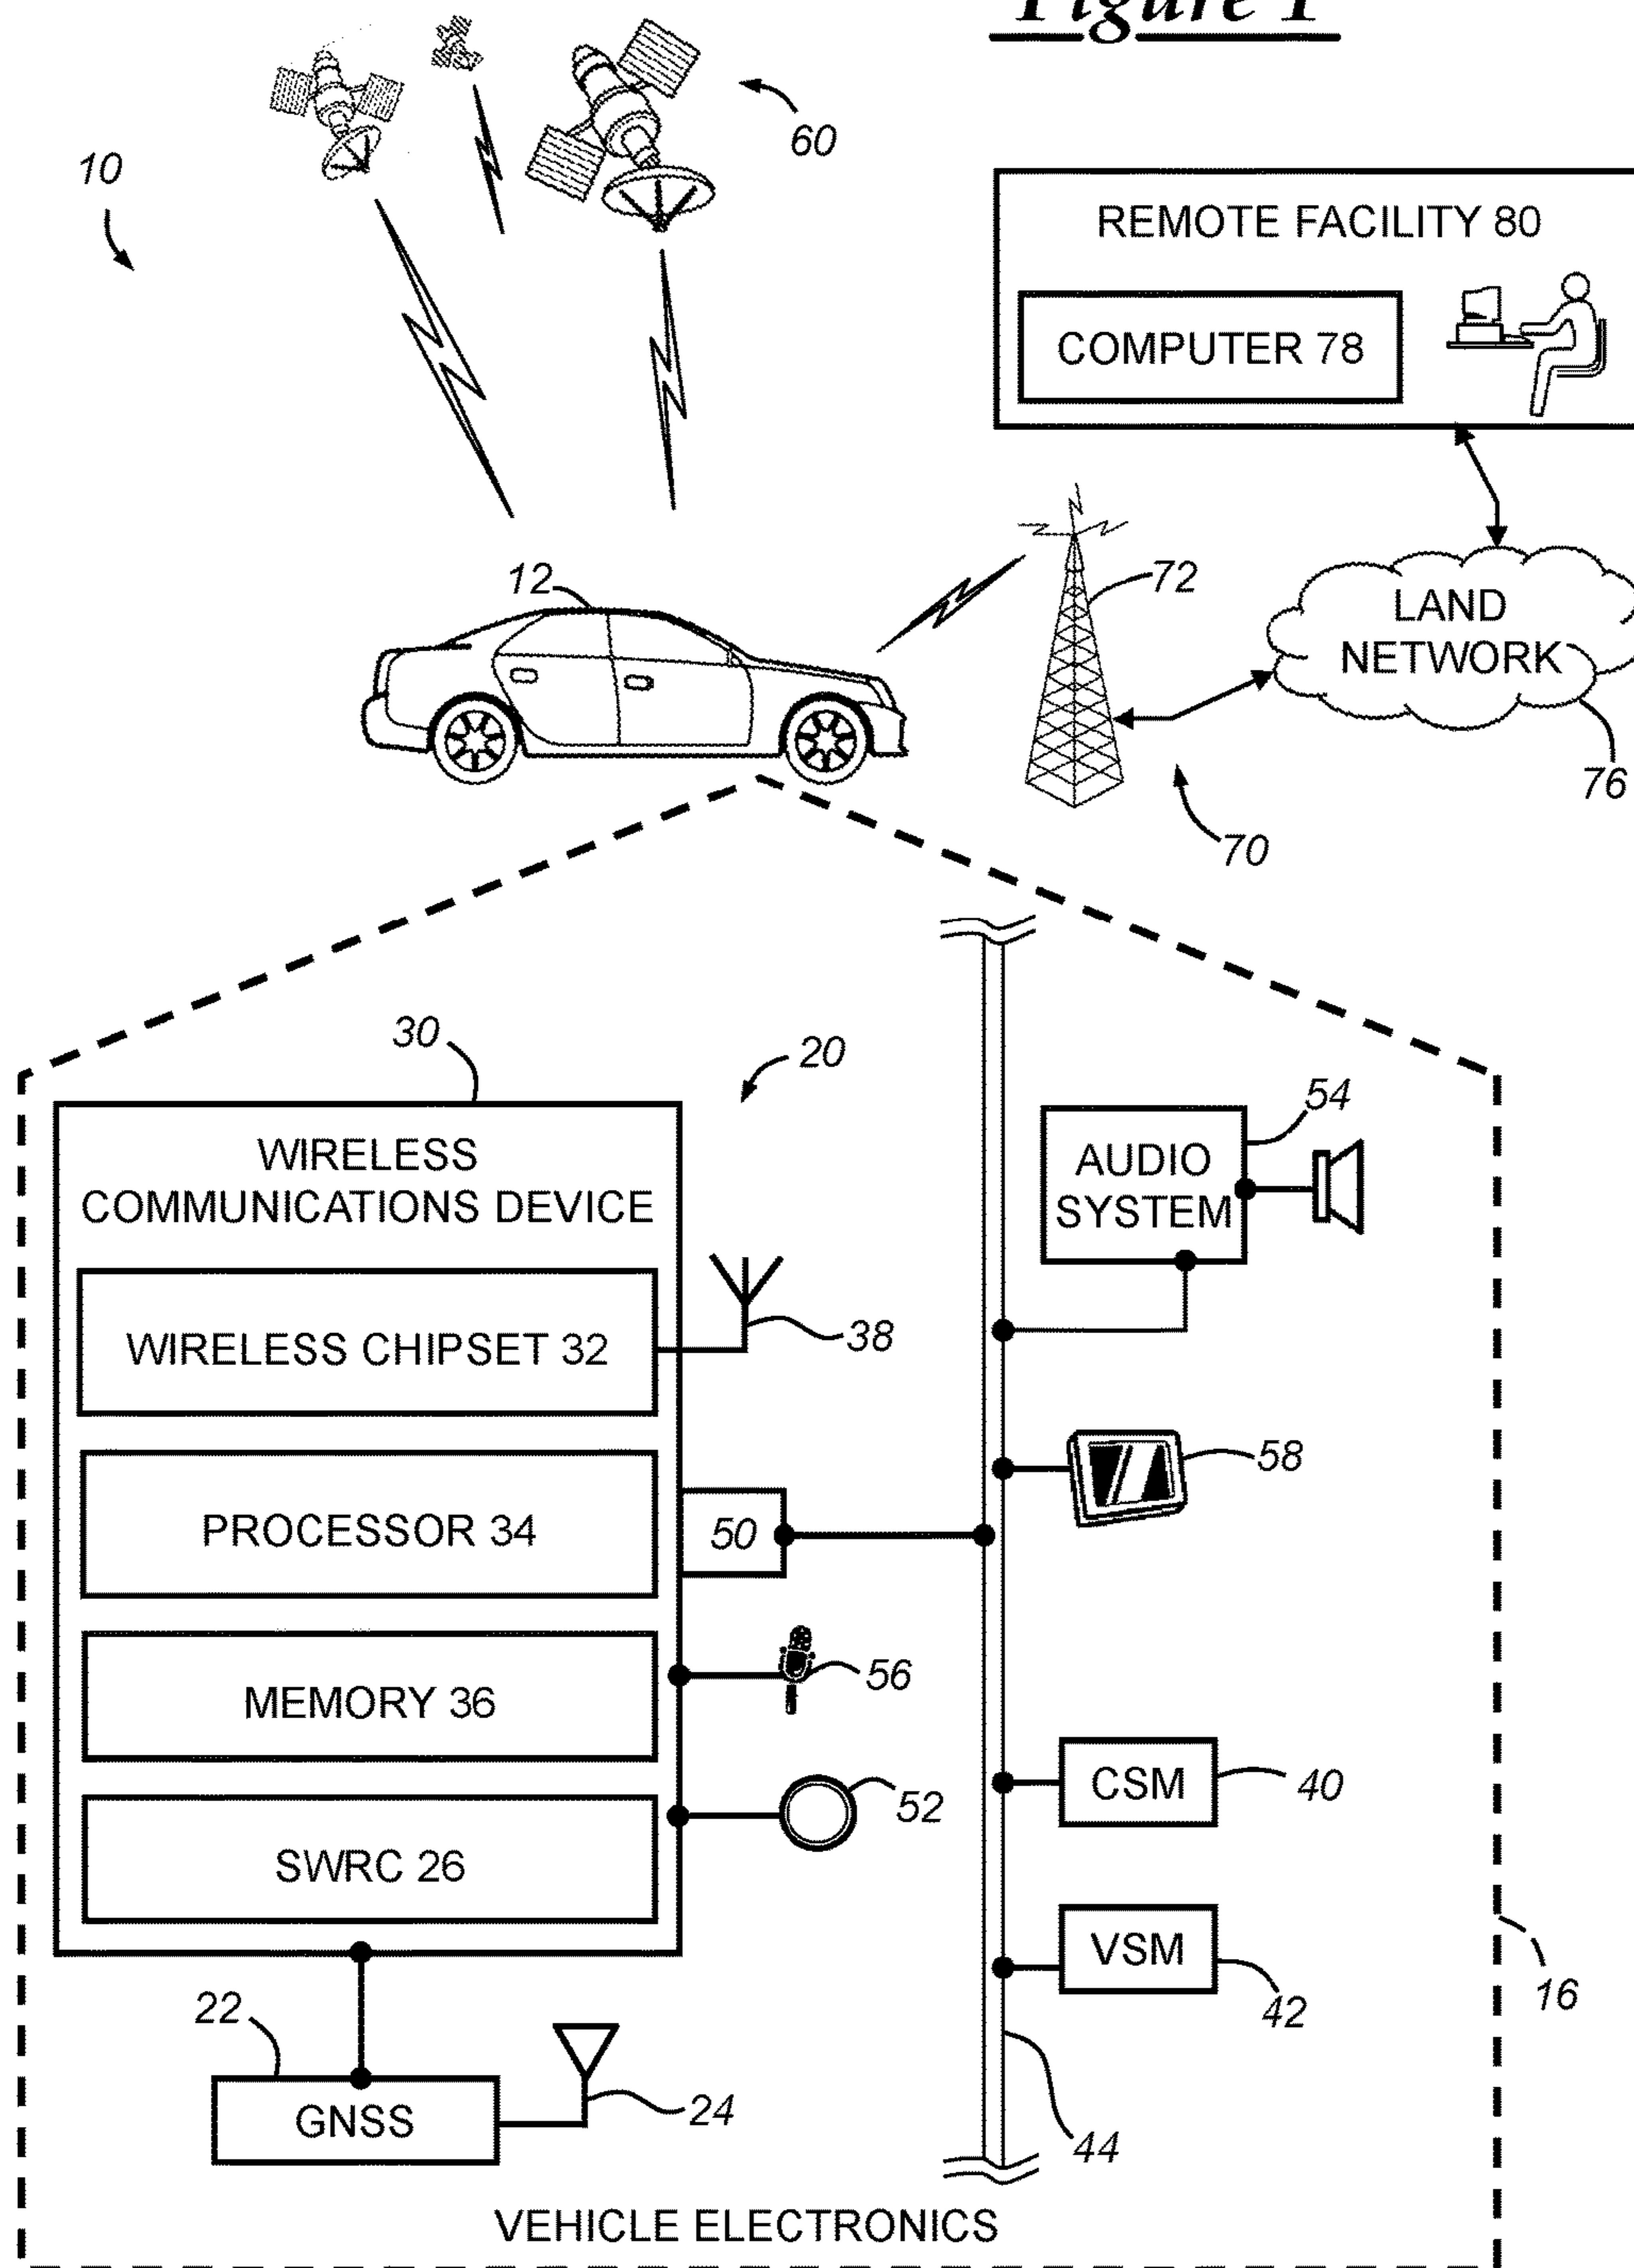 Figure 1
60
10
REMOTE FACILITY 80
COMPUTER 78
12
72
LAND
NETWORK
76
70
30
20
54
WIRELESS
COMMUNICATIONS DEVICE
AUDIO
SYSTEM
WIRELESS CHIPSET 32
38
58
PROCESSOR 34
50
MEMORY 36
56
CSM
40
52
SWRC 26
VSM
42
16
22
24
GNSS
44
VEHICLE ELECTRONICS